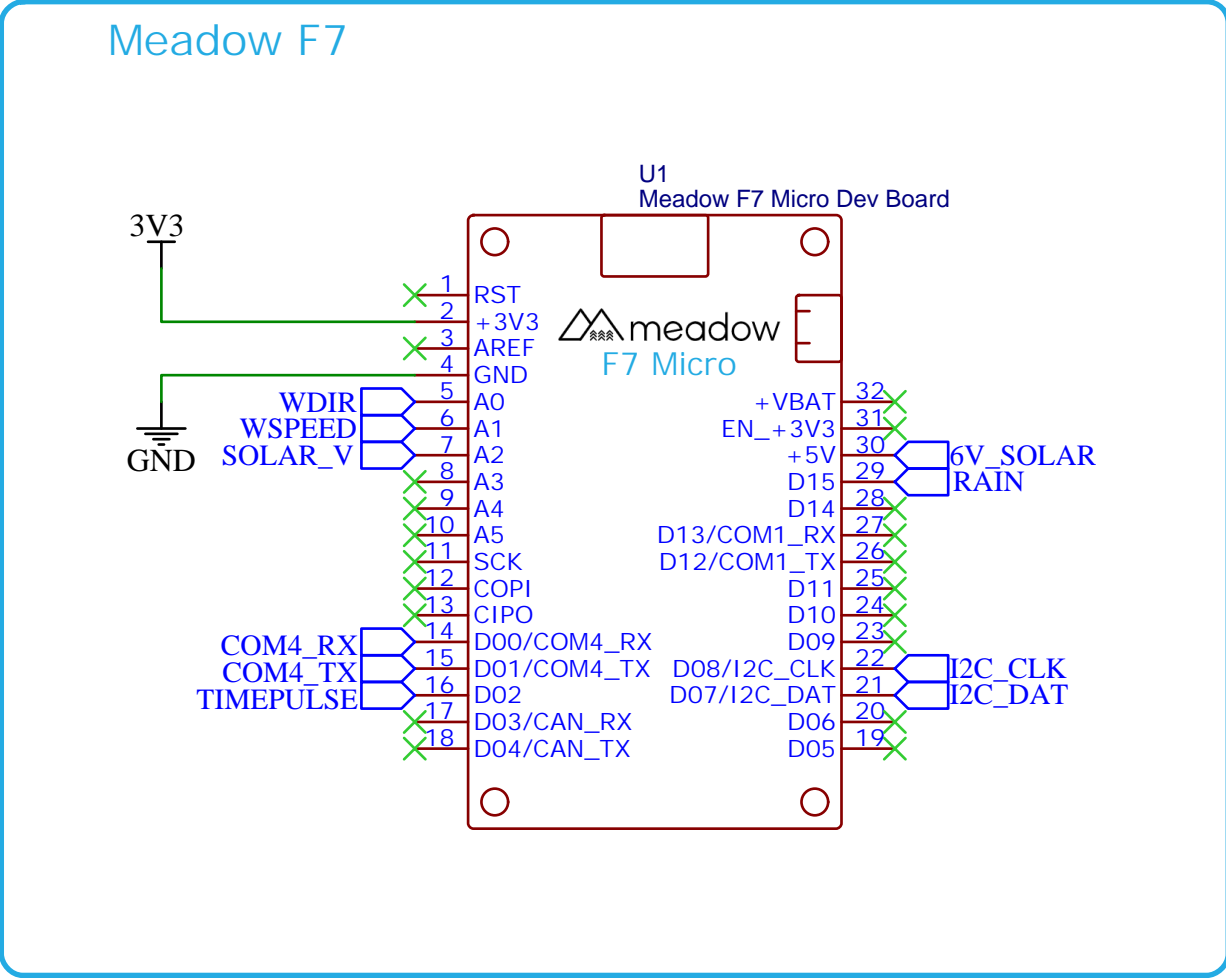 Meadow F7
U1
Meadow F7 Micro Dev Board
3V3
GND
meadow
F7 Micro
1 RST
2 +3V3
3 AREF
4 GND
WDIR 5 A0
WSPEED 6 A1
SOLAR_V 7 A2
8 A3
9 A4
10 A5
11 SCK
12 COPI
13 CIPO
COM4_RX 14 D00/COM4_RX
COM4_TX 15 D01/COM4_TX
TIMEPULSE 16 D02
17 D03/CAN_RX
18 D04/CAN_TX
+VBAT 32
EN_+3V3 31
+5V 30 6V_SOLAR
D15 29 RAIN
D14 28
D13/COM1_RX 27
D12/COM1_TX 26
D11 25
D10 24
D09 23
D08/I2C_CLK 22 I2C_CLK
D07/I2C_DAT 21 I2C_DAT
D06 20
D05 19